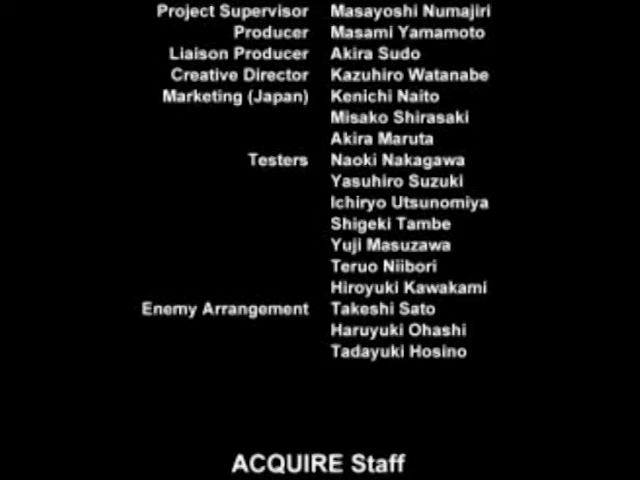 Project Supervisor Masayoshi Numajiri
Producer Masami Yamamoto
Liaison Producer Akira Sudo
Creative Director Kazuhiro Watanabe
Marketing (Japan) Kenichi Naito
Misako Shirasaki
Akira Maruta
Testers Naoki Nakagawa
Yasuhiro Suzuki
Ichiryo Utsunomiya
Shigeki Tambe
Yuji Masuzawa
Teruo Niibori
Hiroyuki Kawakami
Enemy Arrangement Takeshi Sato
Haruyuki Ohashi
Tadayuki Hosino
ACQUIRE Staff